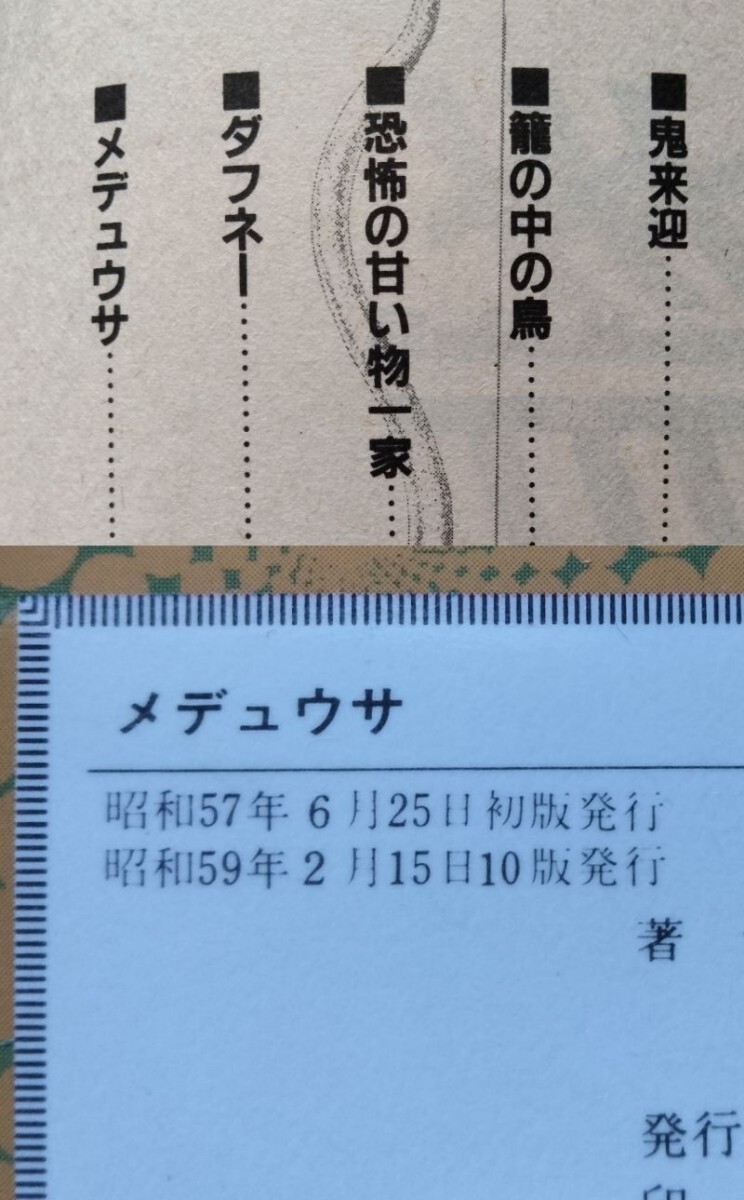 ■鬼来迎……………
■籠の中の鳥…………
■恐怖の甘い物一家…
■ダフネー……………
■メデュウサ…………
メデュウサ
昭和57年6月25日初版発行
昭和59年2月15日10版発行
著
発行